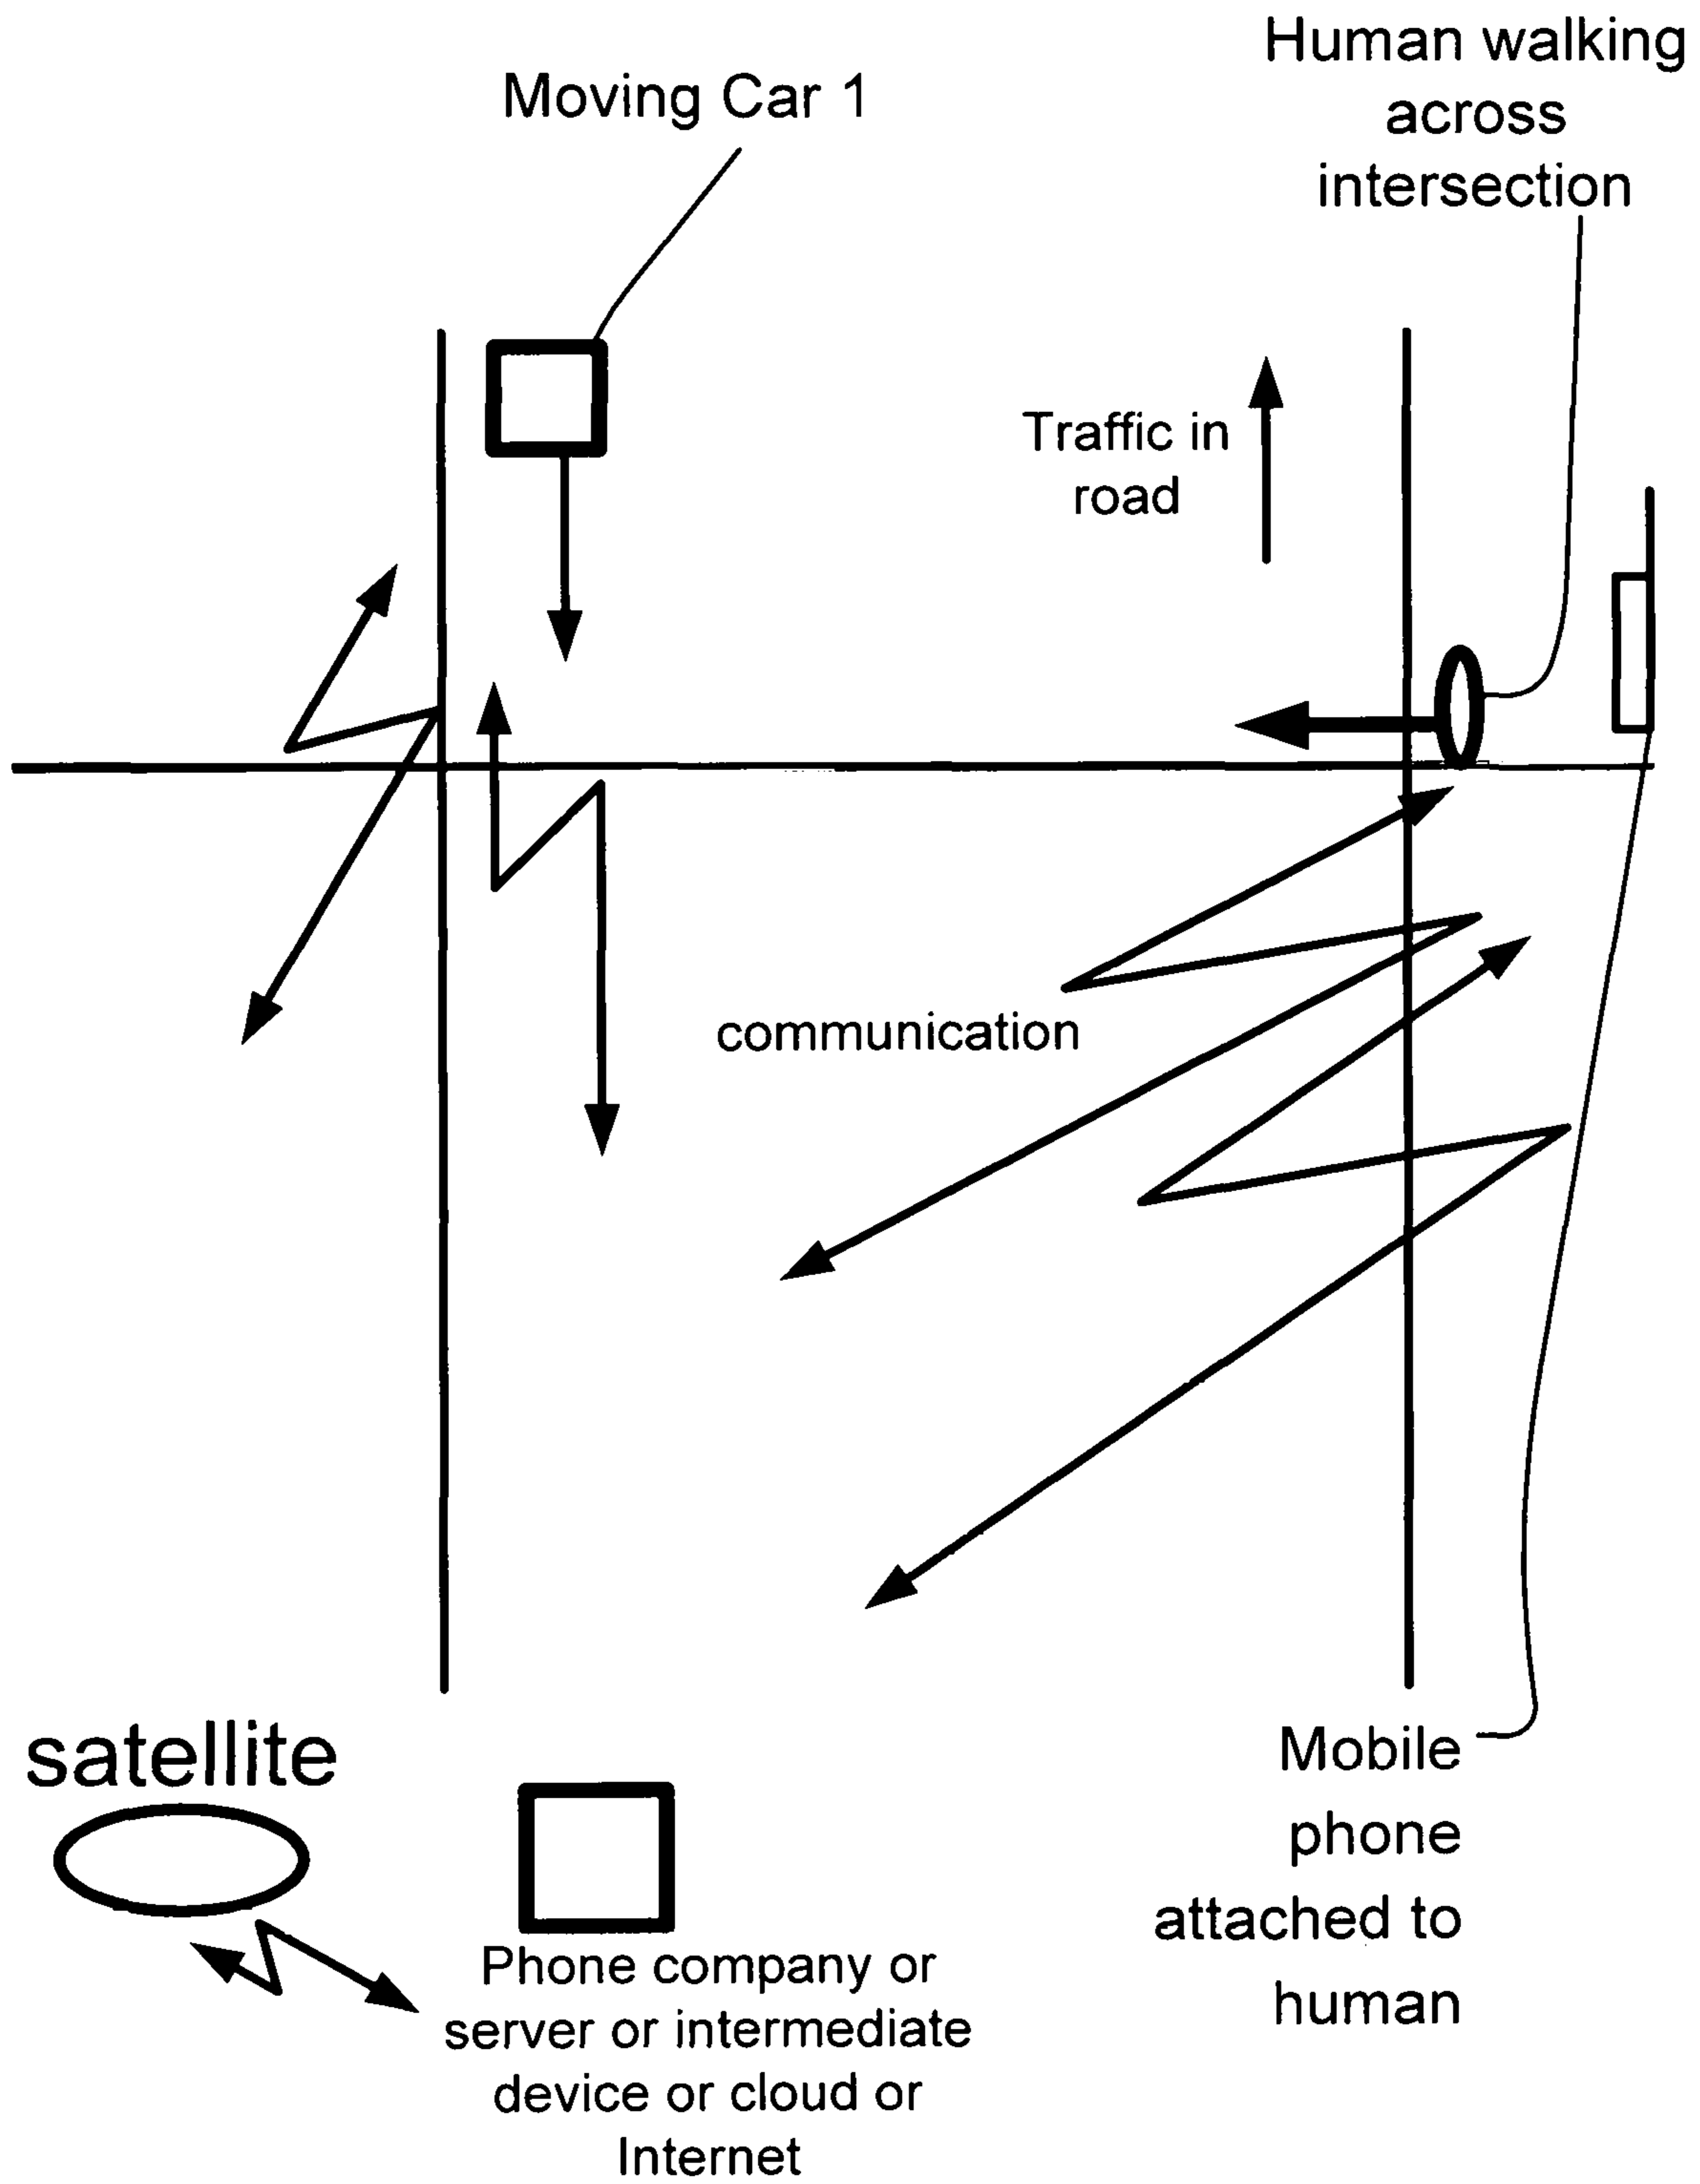 Human walking
across
intersection
Moving Car 1
Traffic in
road
communication
satellite
Phone company or
server or intermediate
device or cloud or
Internet
Mobile
phone
attached to
human